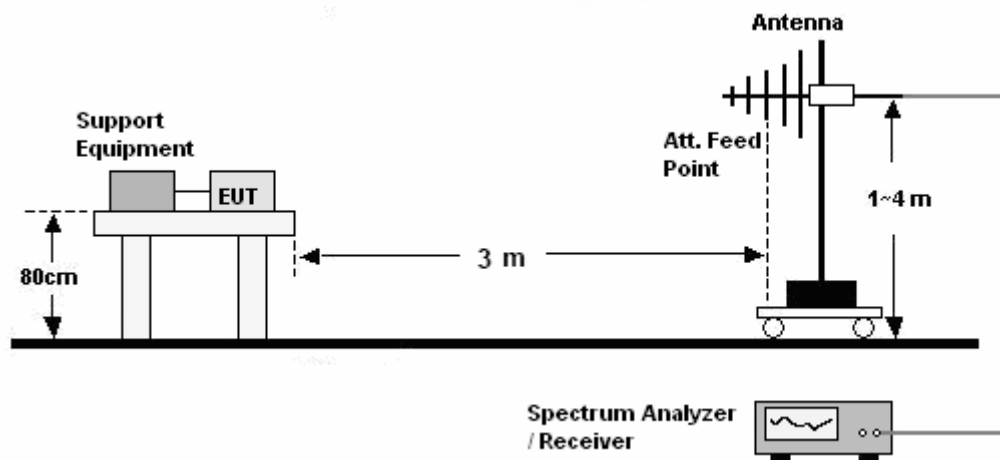 Antenna
Support
Equipment
Att. Feed
Point
EUT
1~4 m
3 m
80cm
Spectrum Analyzer
/ Receiver